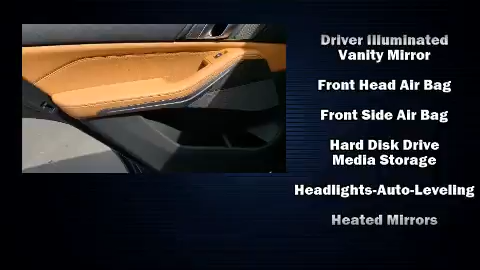 Driver Illuminated
Vanity Mirror
Front Head Air Bag
Front Side Air Bag
Hard Disk Drive
Media Storage
Headlights-Auto-Leveling
Heated Mirrors